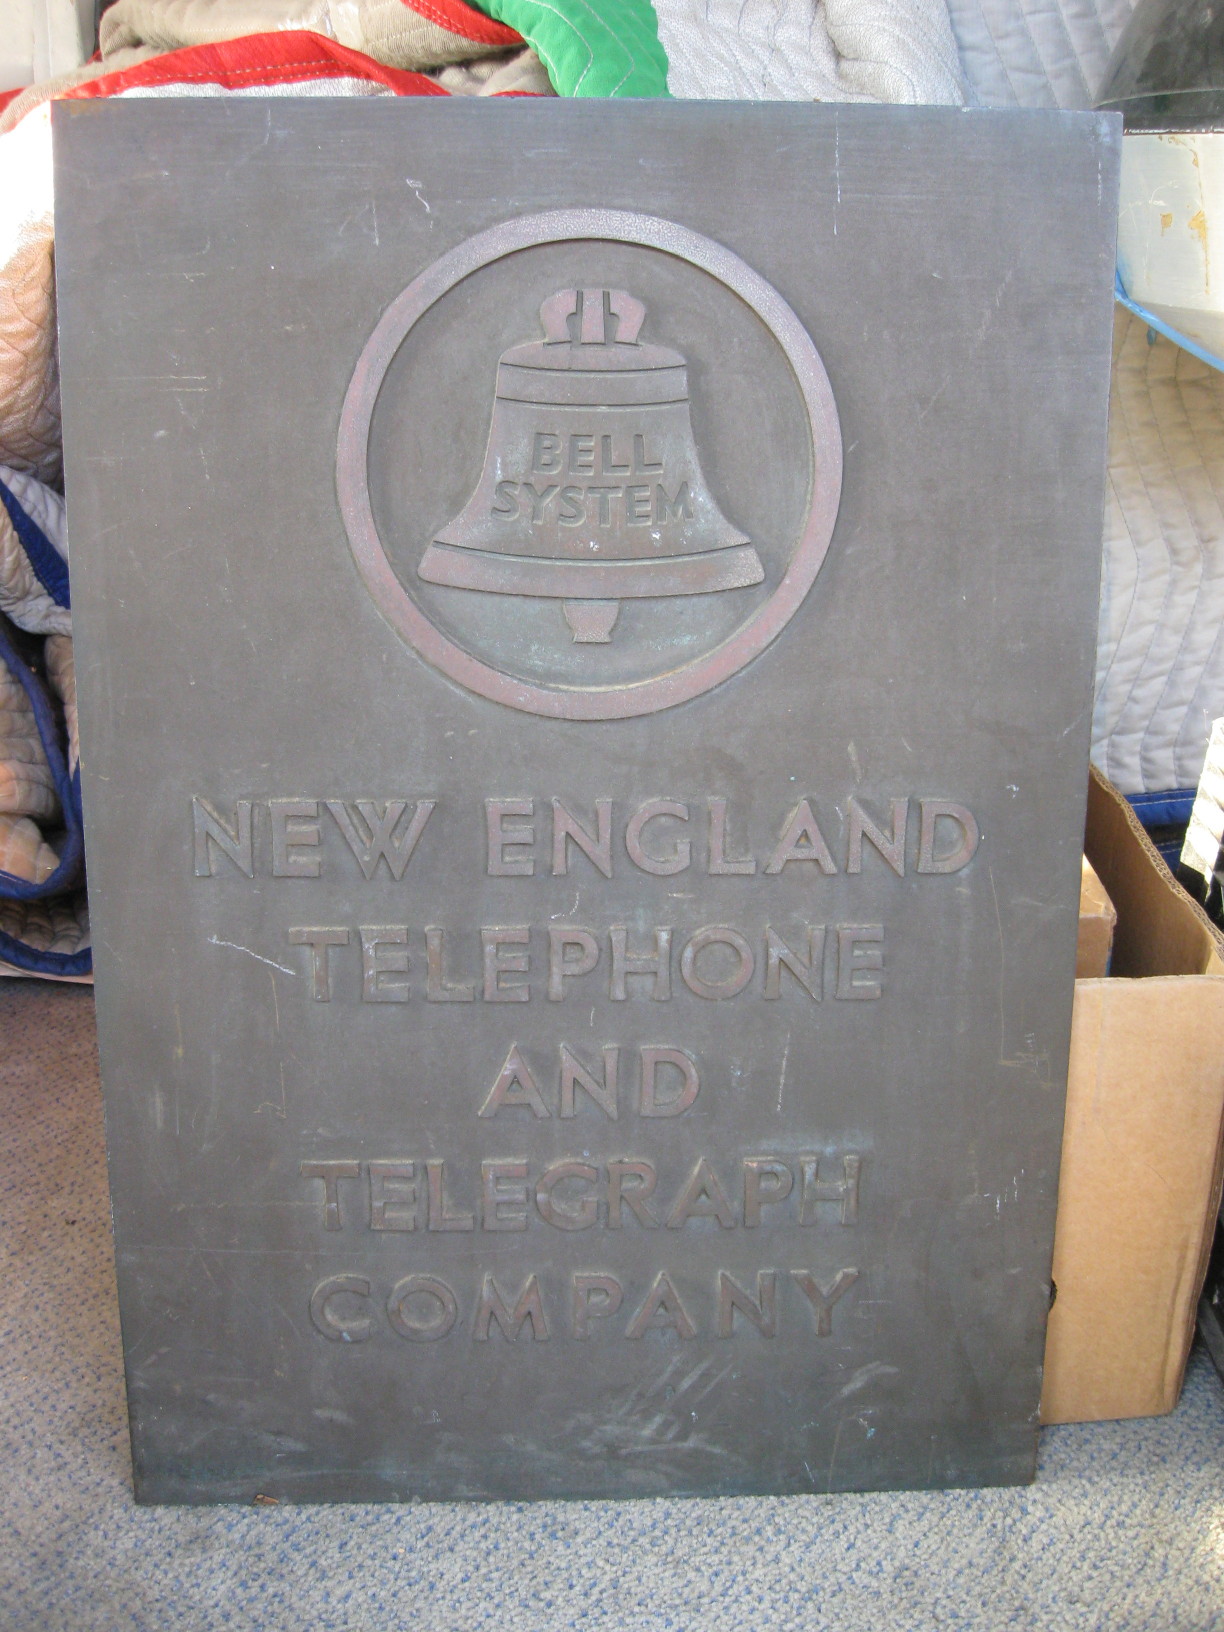 BELL
SYSTEM
NEW ENGLAND
TELEPHONE
AND
TELEGRAPH
COMPANY